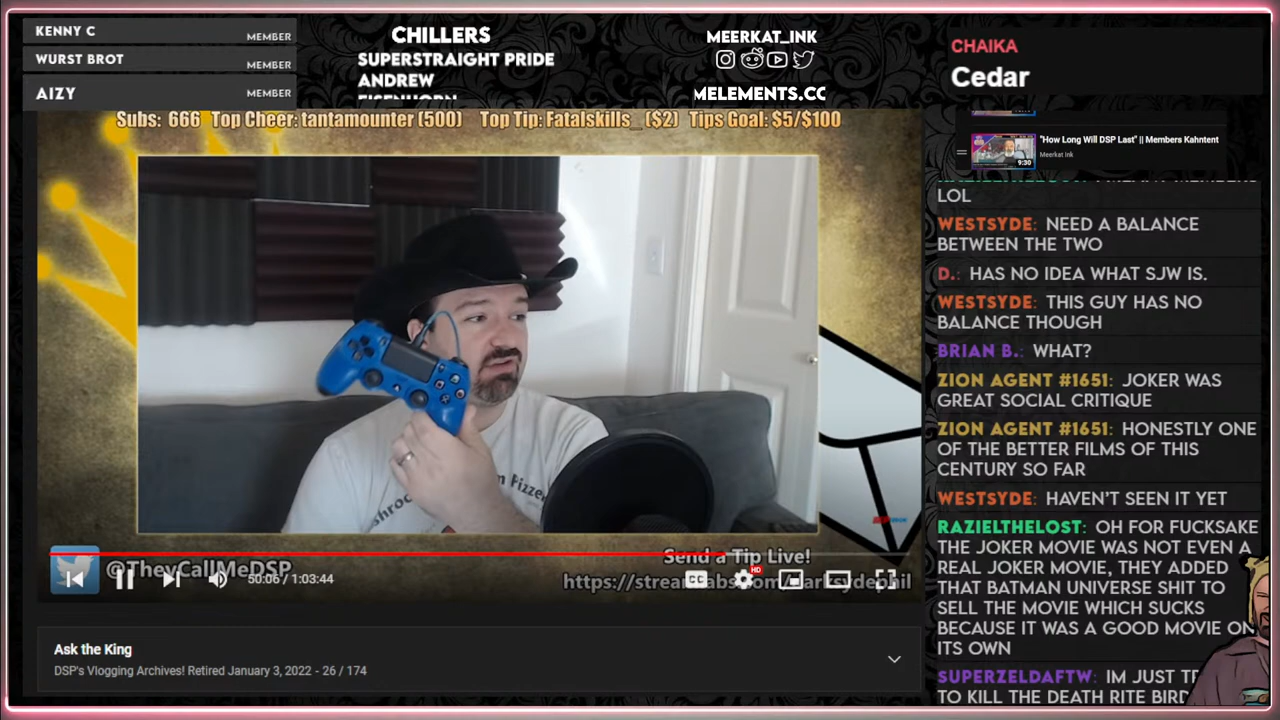 KENNY C
MEMBER
WURST BROT
MEMBER
AIZY
MEMBER
CHILLERS
SUPERSTRAIGHT PRIDE
ANDREW
EISENHORN
MEERKAT_INK
MELEMENTS.CC
CHAIKA
Cedar
Subs: 666 Top Cheer: tantamounter (500) Top Tip: Fatalskills_ ($2) Tips Goal: $5/$100
"How Long Will DSP Last" || Members Kahntent
Meerkat Ink
9:30
LOL
WESTSYDE: NEED A BALANCE
BETWEEN THE TWO
D.: HAS NO IDEA WHAT SJW IS.
WESTSYDE: THIS GUY HAS NO
BALANCE THOUGH
BRIAN B.: WHAT?
ZION AGENT #1651: JOKER WAS
GREAT SOCIAL CRITIQUE
ZION AGENT #1651: HONESTLY ONE
OF THE BETTER FILMS OF THIS
CENTURY SO FAR
WESTSYDE: HAVEN'T SEEN IT YET
RAZIELTHELOST: OH FOR FUCKSAKE
THE JOKER MOVIE WAS NOT EVEN A
REAL JOKER MOVIE, THEY ADDED
THAT BATMAN UNIVERSE SHIT TO
SELL THE MOVIE WHICH SUCKS
BECAUSE IT WAS A GOOD MOVIE ON
ITS OWN
SUPERZELDAFTW: IM JUST
TO KILL THE DEATH RITE BIRD
Send a Tip Live!
@TheyCallMeDSP
50:06 / 1:03:44
CC
HD
Ask the King
DSP's Vlogging Archives! Retired January 3, 2022 - 26 / 174